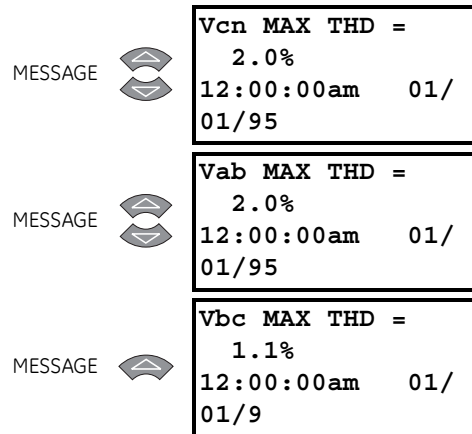 MESSAGE
Vcn MAX THD =
2.0%
12:00:00am 01/
01/95
MESSAGE
Vab MAX THD =
2.0%
12:00:00am 01/
01/95
MESSAGE
Vbc MAX THD =
1.1%
12:00:00am 01/
01/9